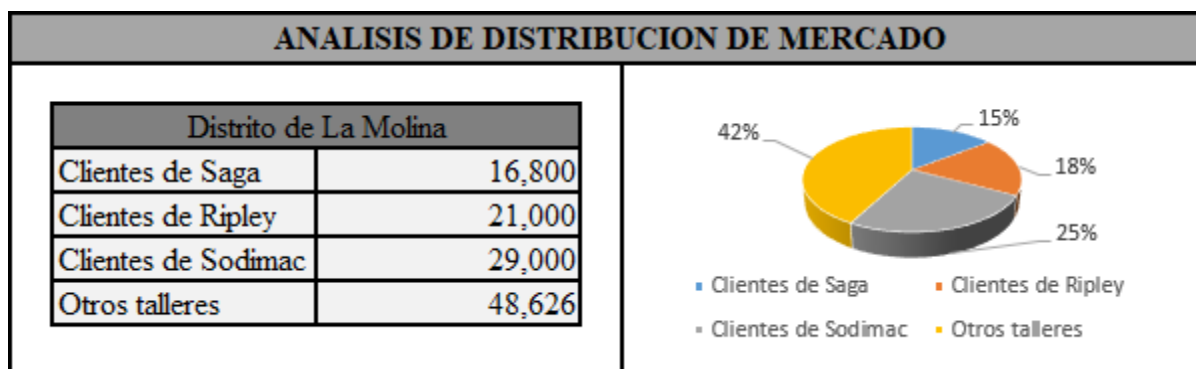 ANALISIS DE DISTRIBUCION DE MERCADO
Distrito de La Molina
Clientes de Saga 16,800
Clientes de Ripley 21,000
Clientes de Sodimac 29,000
Otros talleres 48,626
15%
42%
18%
25%
Clientes de Saga Clientes de Ripley
Clientes de Sodimac Otros talleres